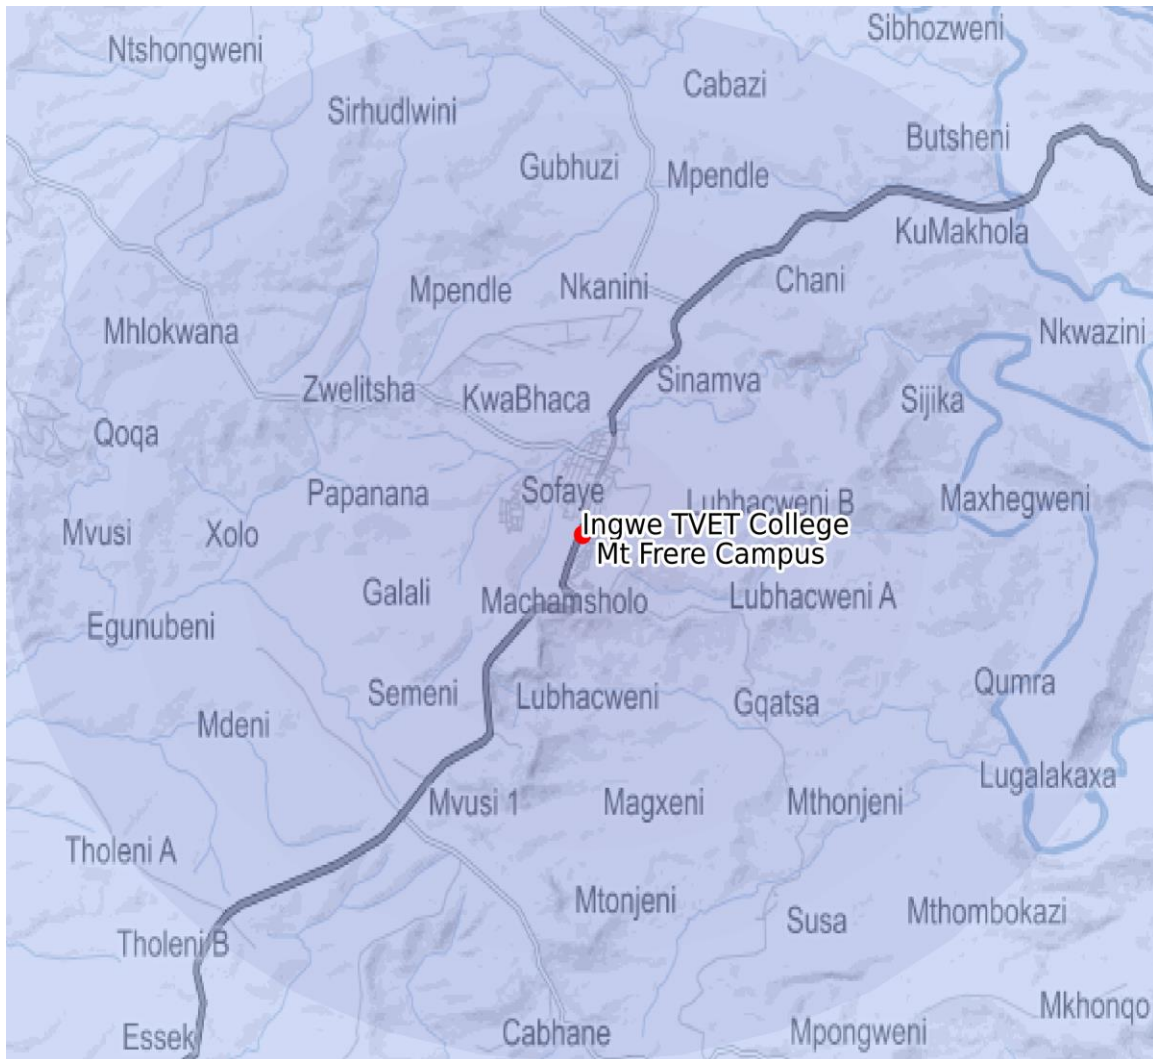 Sibhozweni
Ntshongweni
Cabazi
Sirhudlwini
Butsheni
Gubhuzi
Mpendle
KuMakhola
Chani
Mpendle
Nkanini
Mhlokwana
Nkwazini
Zwelitsha
KwaBhaca
Sinamva
Sijika
Qoqa
Papanana
Sofaye
Lubhacweni B
Maxhegweni
Mvusi
Xolo
Ingwe TVET College
Mt Frere Campus
Galali
Machamsholo
Lubhacweni A
Egunubeni
Semeni
Lubhacweni
Gqatsa
Qumra
Mdeni
Lugalakaxa
Mvusi 1
Magxeni
Mthonjeni
Tholeni A
Mtonjeni
Susa
Mthombokazi
Tholeni B
Mkhonqo
Essek
Cabhane
Mpongweni